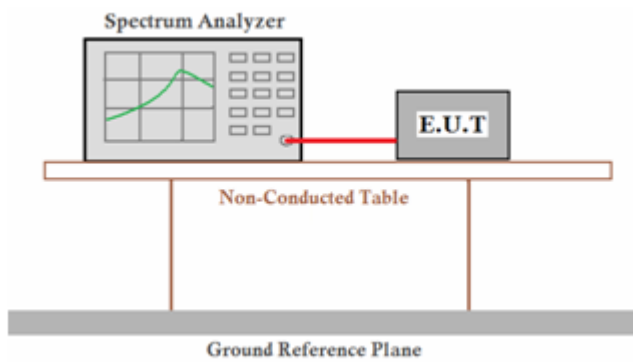 Spectrum Analyzer
E.U.T
Non-Conducted Table
Ground Reference Plane